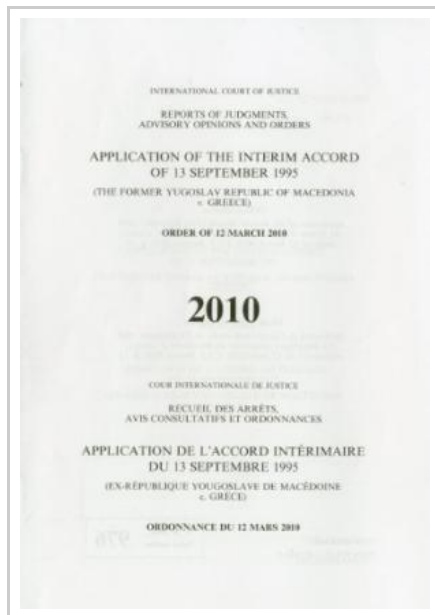 INTERNATIONAL COURT OF JUSTICE
REPORTS OF JUDGMENTS,
ADVISORY OPINIONS AND ORDERS
APPLICATION OF THE INTERIM ACCORD
OF 13 SEPTEMBER 1995
(THE FORMER YUGOSLAV REPUBLIC OF MACEDONIA
v. GREECE)
ORDER OF 12 MARCH 2010
2010
COUR INTERNATIONALE DE JUSTICE
RECUEIL DES ARRÊTS,
AVIS CONSULTATIFS ET ORDONNANCES
APPLICATION DE L'ACCORD INTÉRIMAIRE
DU 13 SEPTEMBRE 1995
(EX-RÉPUBLIQUE YOUGOSLAVE DE MACÉDOINE
c. GRÈCE)
ORDONNANCE DU 12 MARS 2010
976